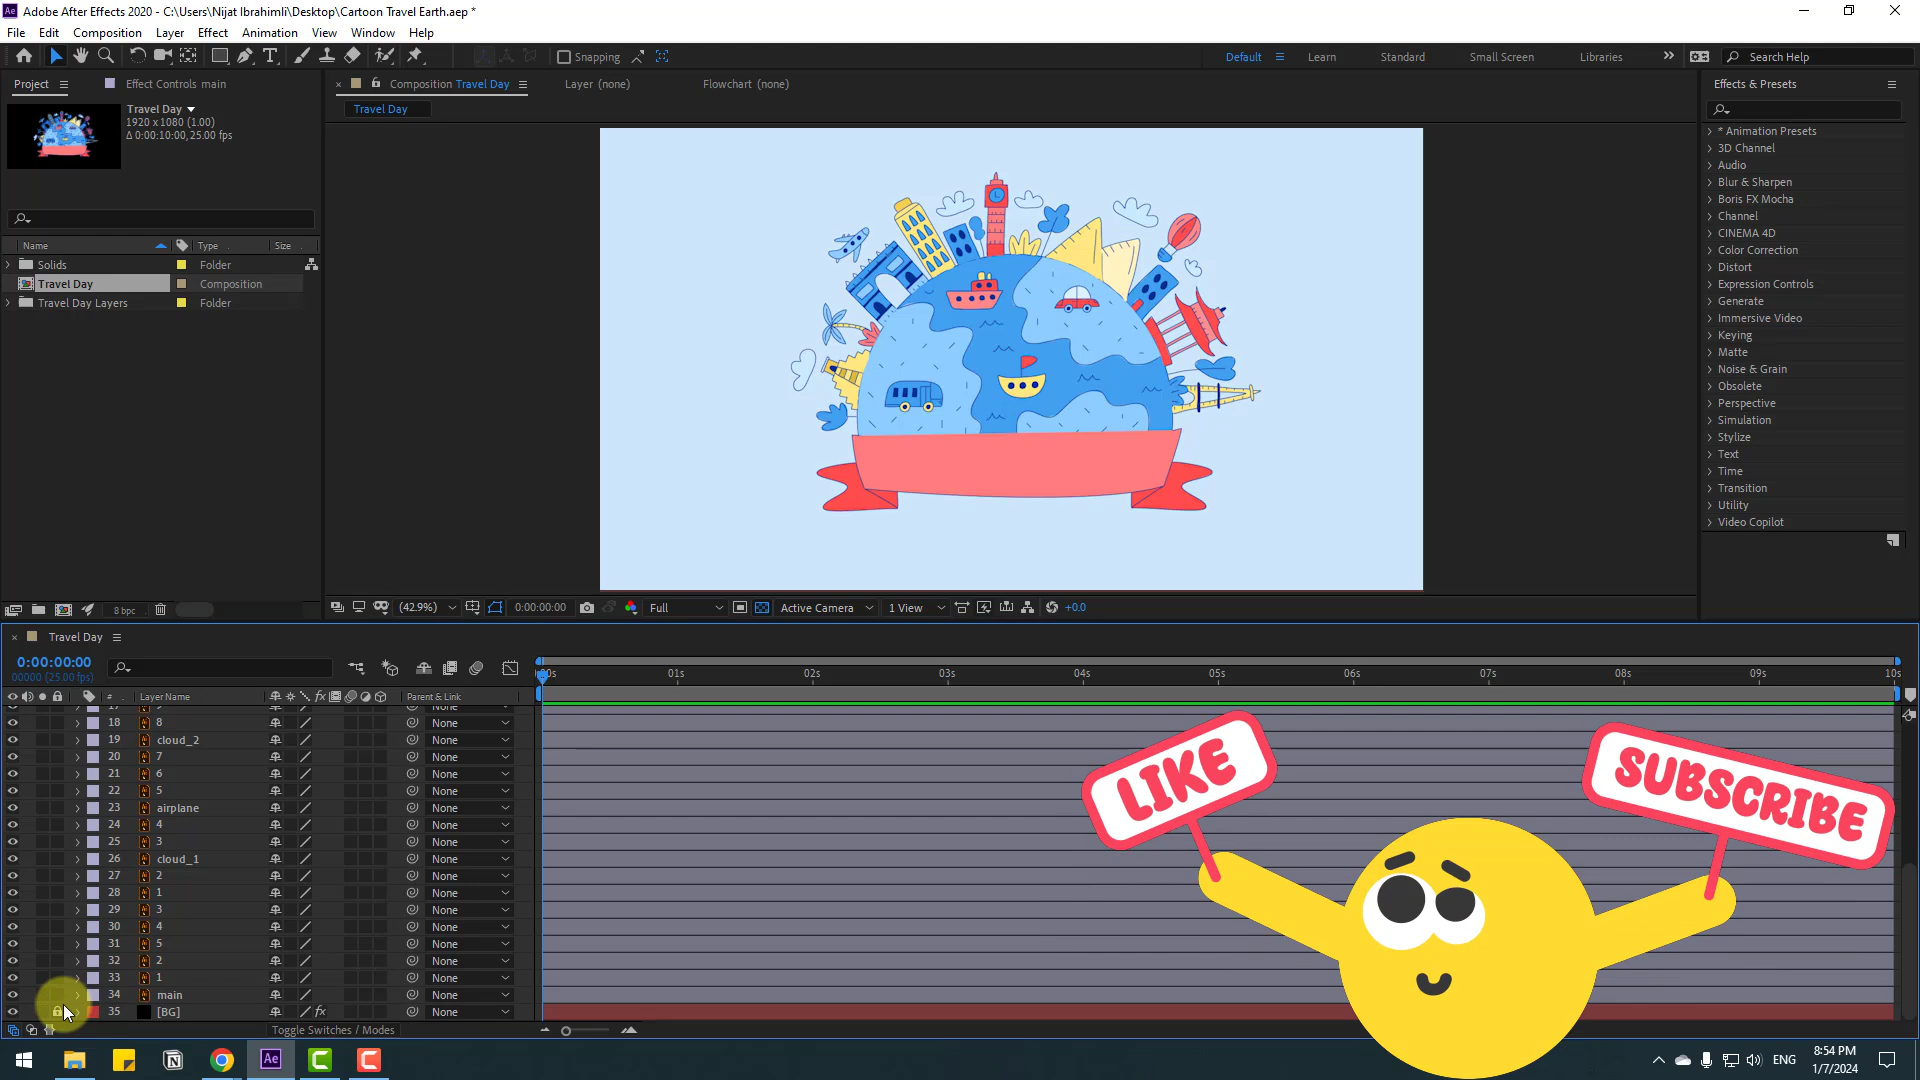 Adobe After Effects 2020 - C:\Users\Nijat Ibrahimli\Desktop\Cartoon Travel Earth.aep *
File Edit Composition Layer Effect Animation View Window Help
Snapping
Default Learn Standard Small Screen Libraries Search Help
Project Effect Controls main
Travel Day
1920 x 1080 (1.00)
Δ 0:00:10:00, 25.00 fps
Name Type Size
Solids Folder
Travel Day Composition
Travel Day Layers Folder
8 bpc
Composition Travel Day Layer (none) Flowchart (none)
Travel Day
(42.9%) 0:00:00:00 Full Active Camera 1 View +0.0
Effects & Presets
* Animation Presets
3D Channel
Audio
Blur & Sharpen
Boris FX Mocha
Channel
CINEMA 4D
Color Correction
Distort
Expression Controls
Generate
Immersive Video
Keying
Matte
Noise & Grain
Obsolete
Perspective
Simulation
Stylize
Text
Time
Transition
Utility
Video Copilot
Travel Day
0:00:00:00
00000 (25.00 fps)
# Layer Name Parent & Link
18 8 None
19 cloud_2 None
20 7 None
21 6 None
22 5 None
23 airplane None
24 4 None
25 3 None
26 cloud_1 None
27 2 None
28 1 None
29 3 None
30 4 None
31 5 None
32 2 None
33 1 None
34 main None
35 [BG] None
Toggle Switches / Modes
01s 02s 03s 04s 05s 06s 07s 08s 09s 10s
LIKE
SUBSCRIBE
ENG
8:54 PM
1/7/2024